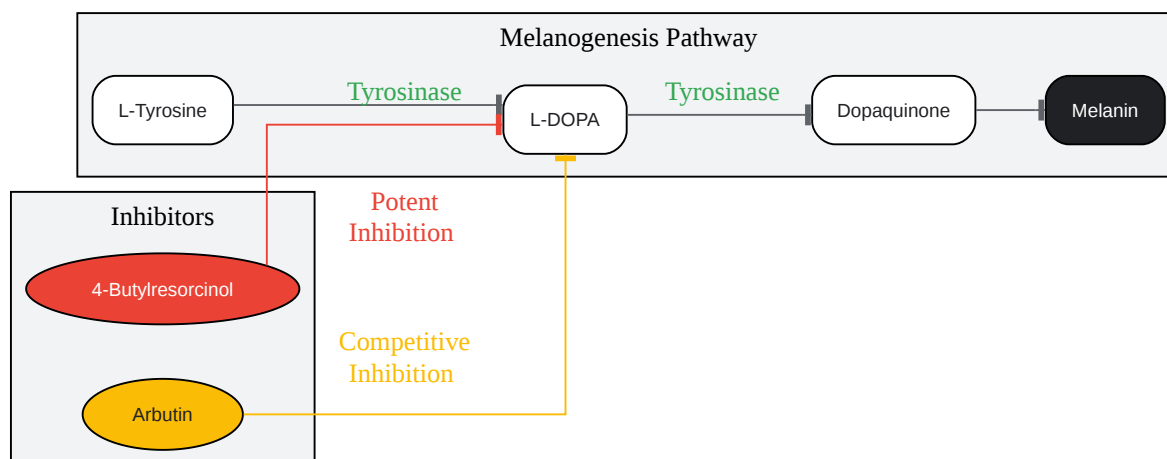 Melanogenesis Pathway
L-Tyrosine
Tyrosinase
L-DOPA
Tyrosinase
Dopaquinone
Melanin
Inhibitors
Potent
Inhibition
4-Butylresorcinol
Competitive
Inhibition
Arbutin